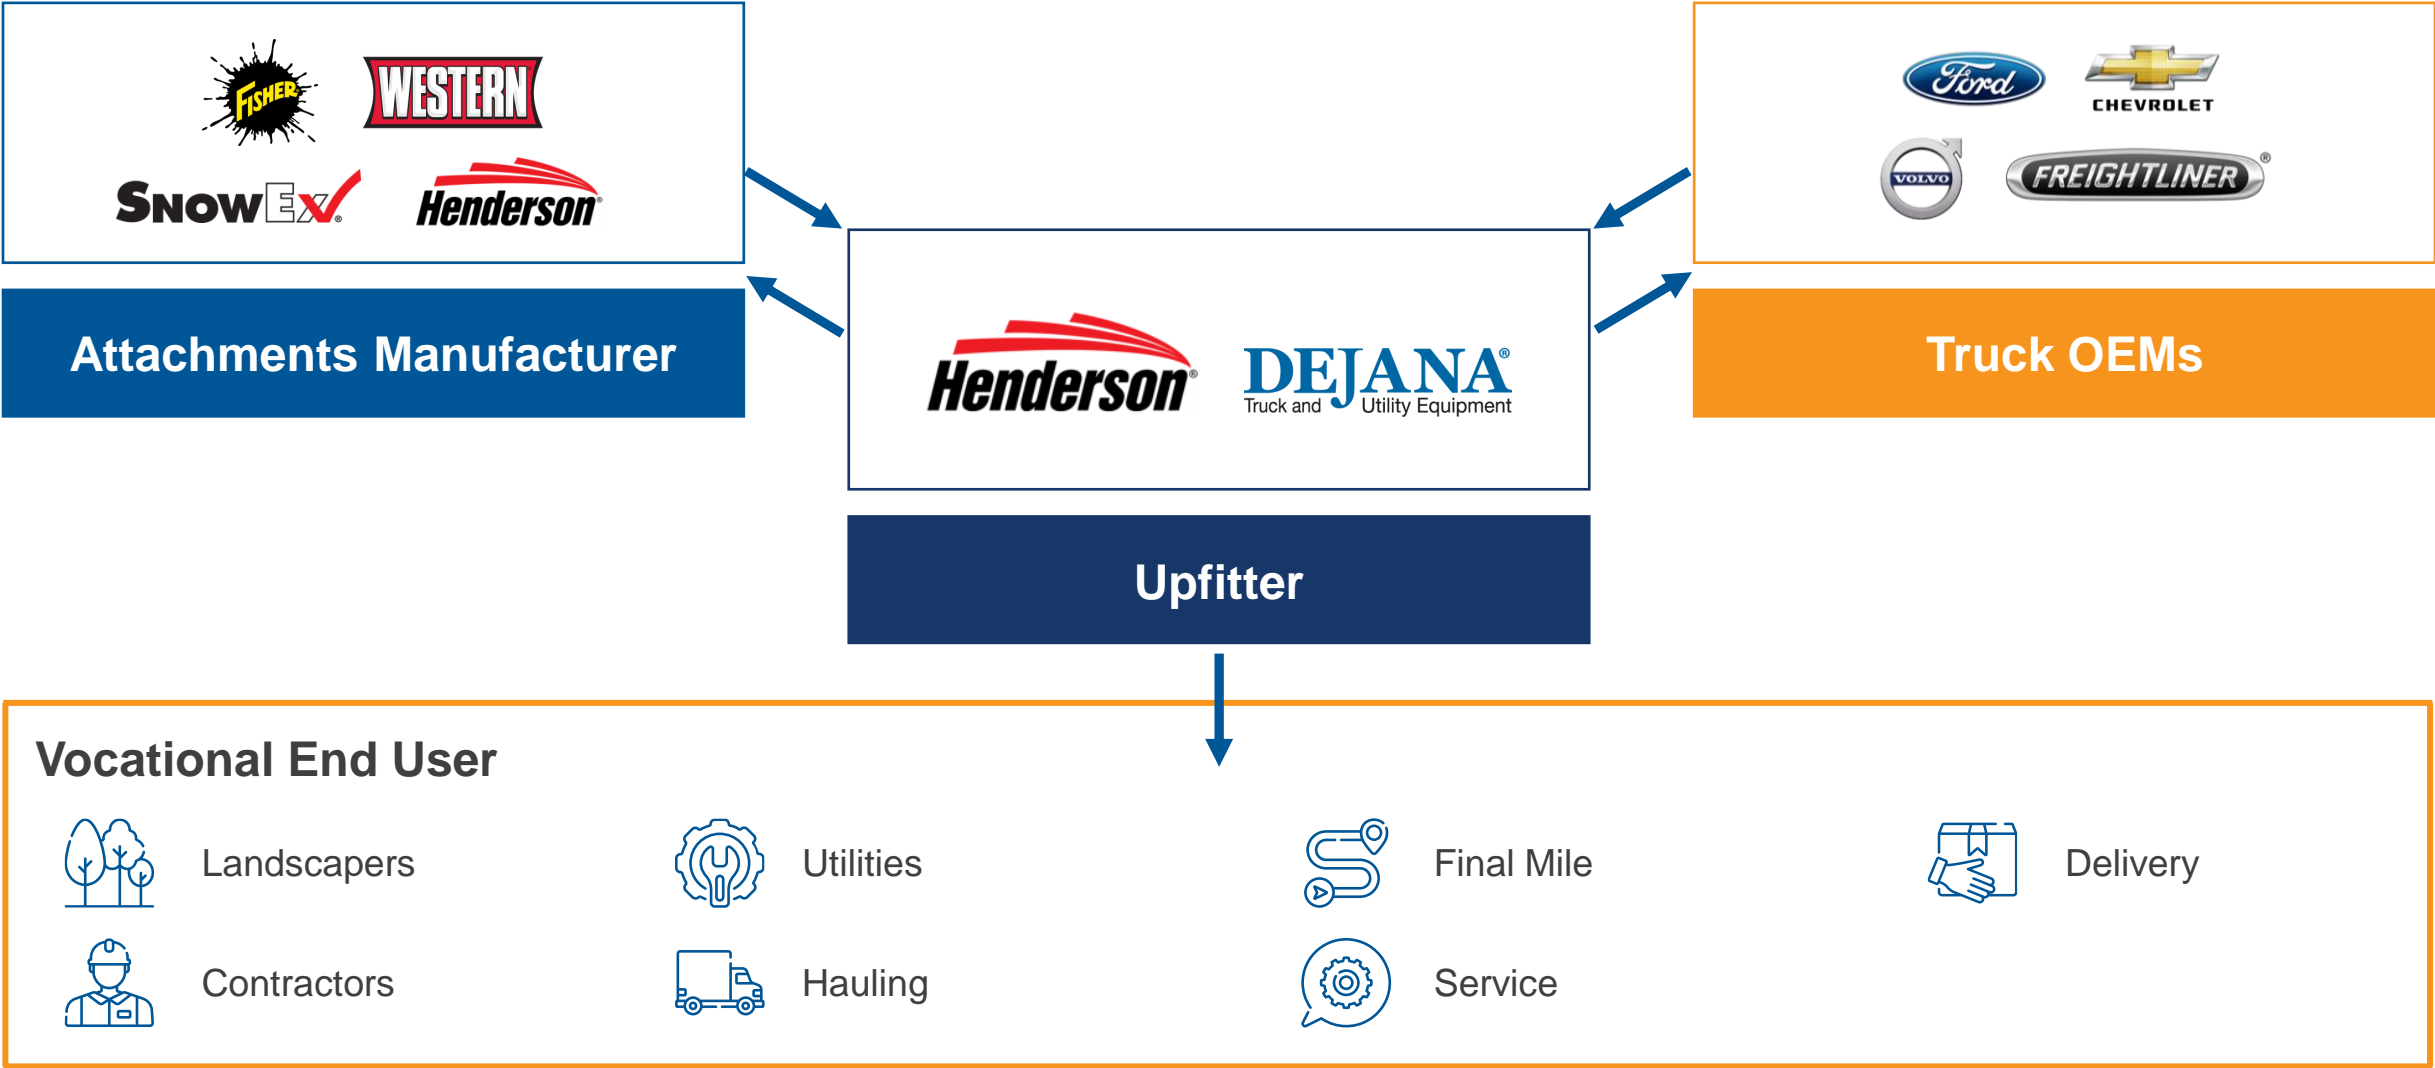 FISHER
WESTERN
SNOWEX®
Henderson®
Ford
CHEVROLET
VOLVO
FREIGHTLINER®
Attachments Manufacturer
Truck OEMs
Henderson®
DEJANA®
Truck and Utility Equipment
Upfitter
Vocational End User
Landscapers
Utilities
Final Mile
Delivery
Contractors
Hauling
Service